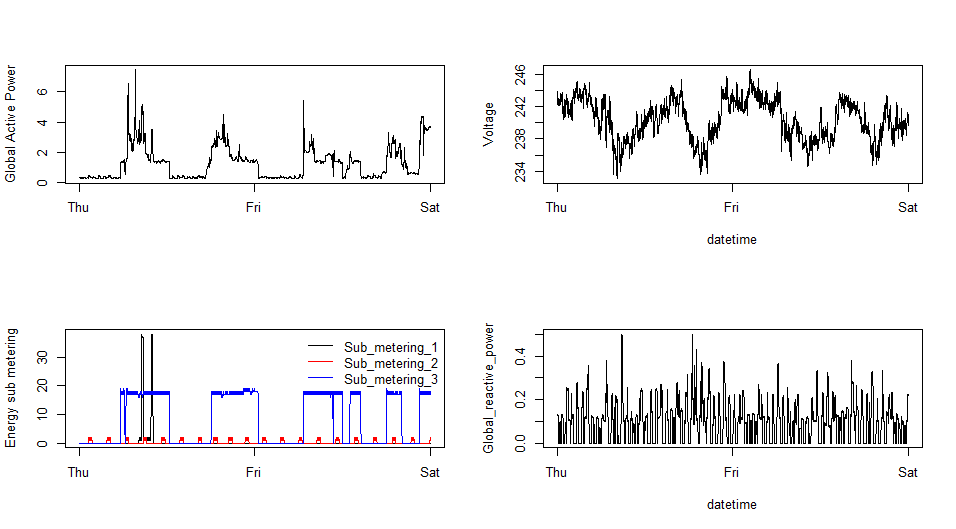 Global Active Power
0 2 4 6
Thu Fri Sat
Voltage
234 238 242 246
Thu Fri Sat
datetime
Energy sub metering
0 10 20 30
Sub_metering_1
Sub_metering_2
Sub_metering_3
Thu Fri Sat
Global_reactive_power
0.0 0.2 0.4
Thu Fri Sat
datetime